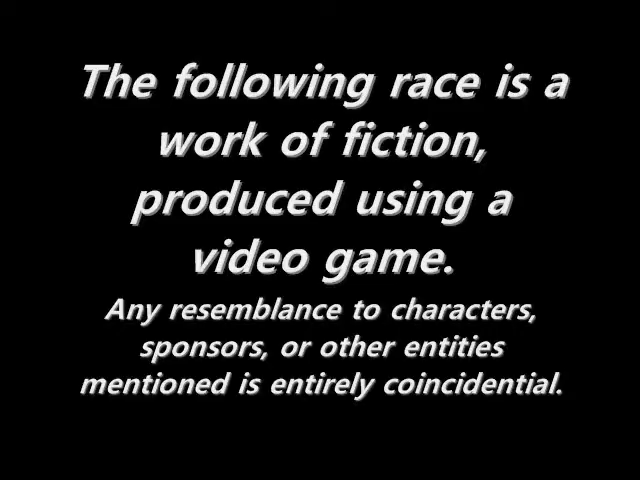 The following race is a
work of fiction,
produced using a
video game.
Any resemblance to characters,
sponsors, or other entities
mentioned is entirely coincidential.